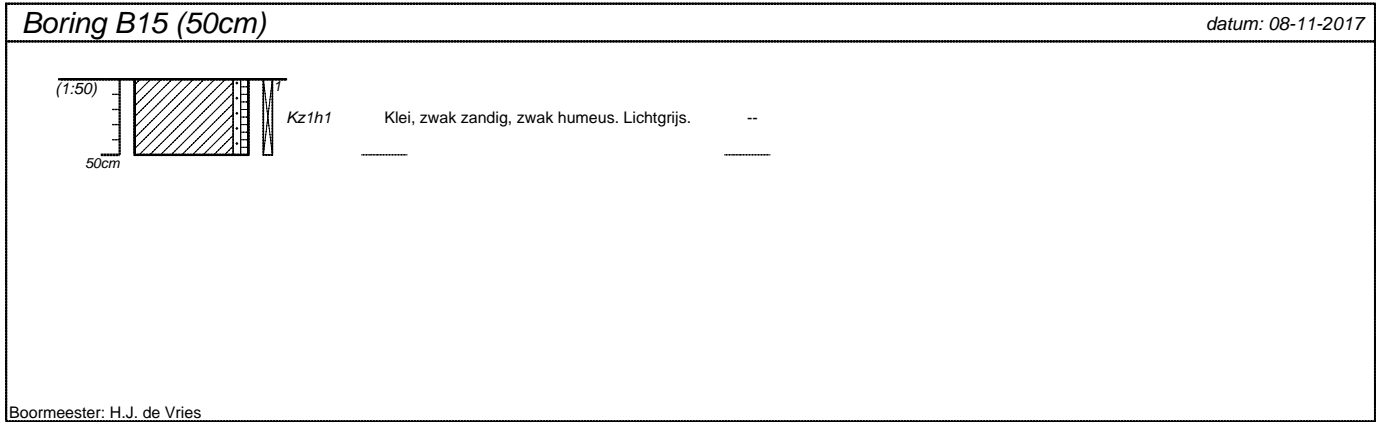 Boring B15 (50cm) datum: 08-11-2017
(1:50) 1
Kz1h1 Klei, zwak zandig, zwak humeus. Lichtgrijs. --
50cm
Boormeester: H.J. de Vries